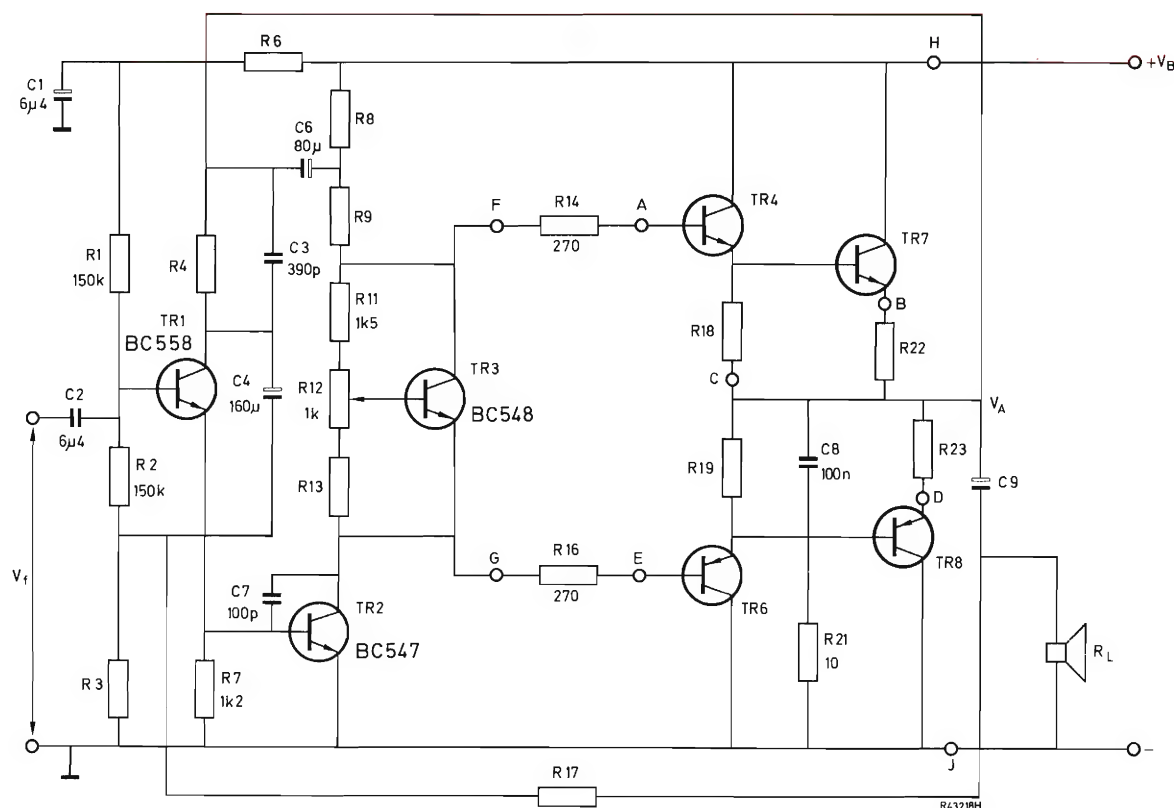 R6
H
+V_B
C1
6µ4
C6
80µ
R8
R9
F
R14
270
A
TR4
TR7
B
R1
150k
R4
C3
390p
R11
1k5
R18
R22
TR1
BC558
C
C2
6µ4
C4
160µ
R12
1k
TR3
BC548
V_A
R2
150k
R13
R19
C8
100n
R23
C9
D
V_f
G
R16
270
E
TR8
C7
100p
TR2
BC547
TR6
R3
R7
1k2
R21
10
R_L
J
–
R17
R43218H